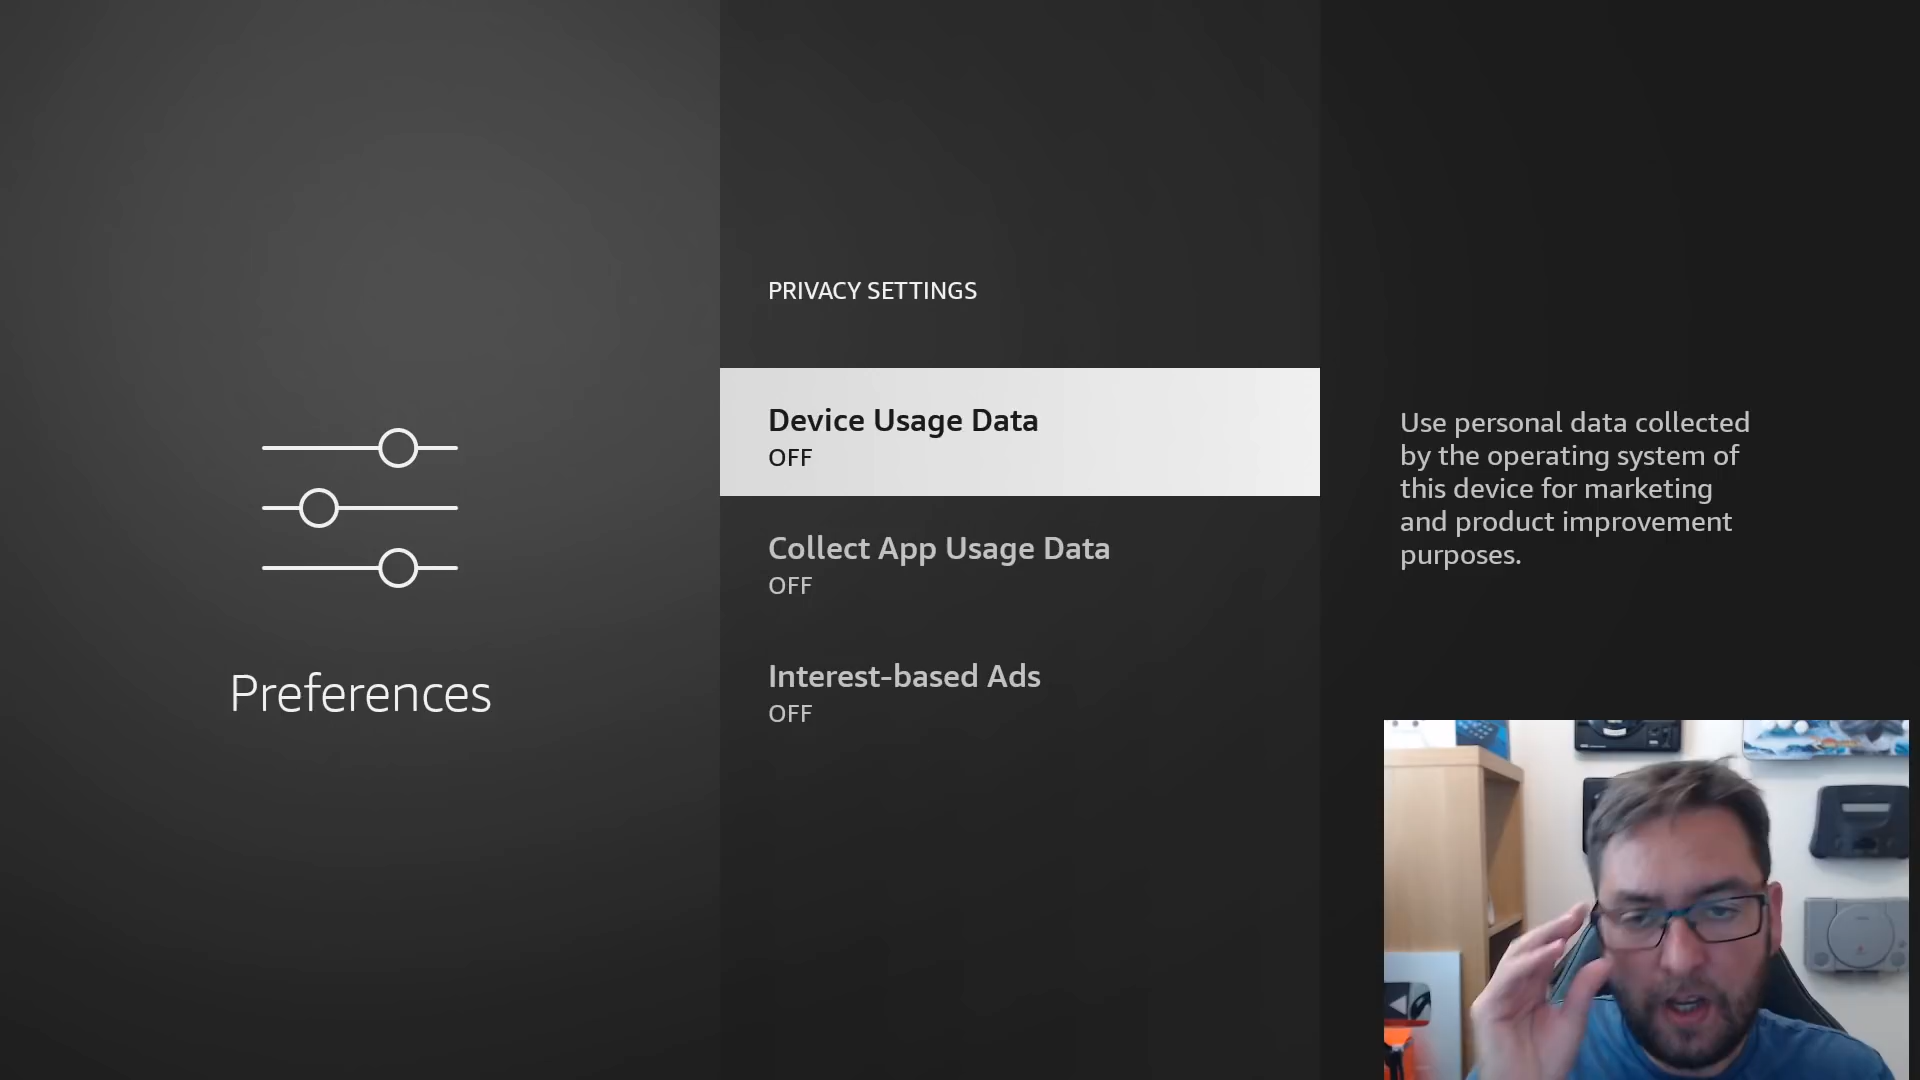 PRIVACY SETTINGS
Device Usage Data
OFF
Collect App Usage Data
OFF
Interest-based Ads
OFF
Preferences
Use personal data collected
by the operating system of
this device for marketing
and product improvement
purposes.